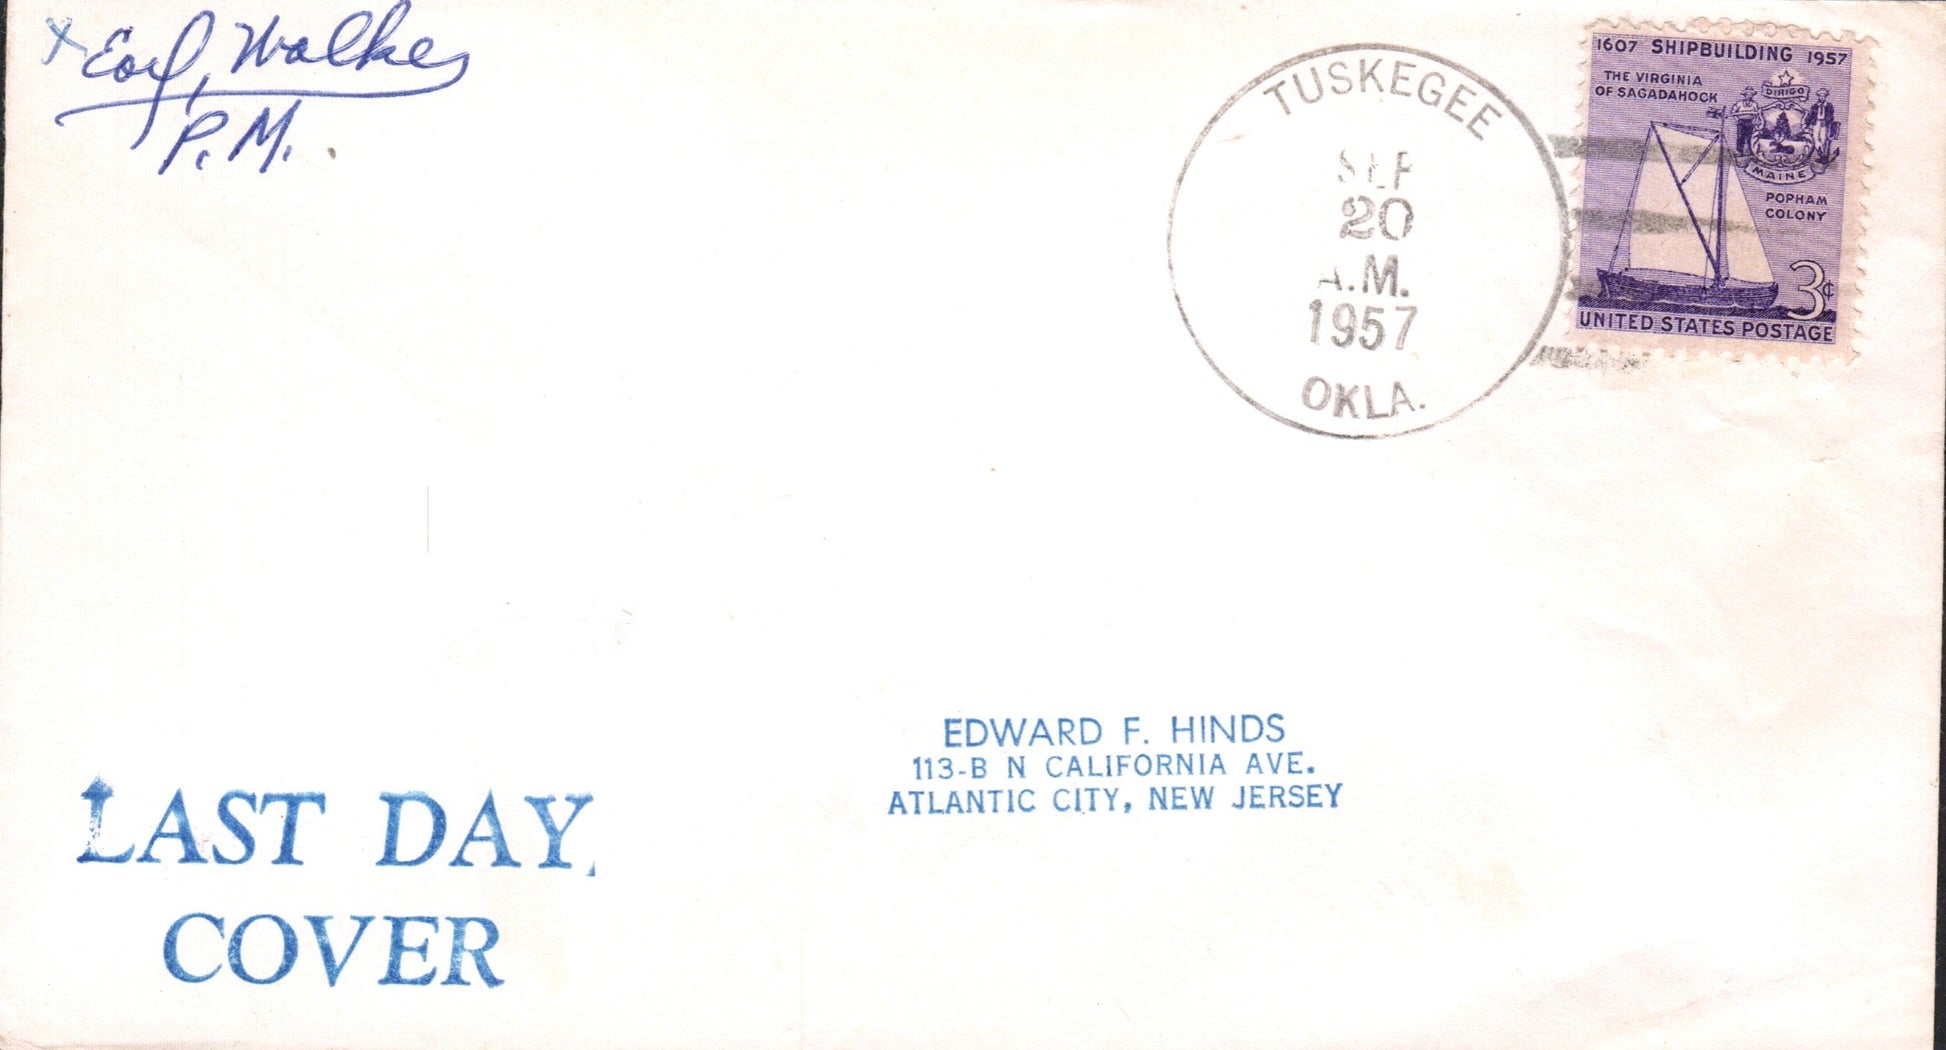 x Earl Walker
P.M.
TUSKEGEE
SEP
20
A.M.
1957
OKLA.
1607 SHIPBUILDING 1957
THE VIRGINIA
OF SAGADAHOCK
DIRIGO
MAINE
POPHAM
COLONY
3¢
UNITED STATES POSTAGE
EDWARD F. HINDS
113-B N CALIFORNIA AVE.
ATLANTIC CITY, NEW JERSEY
LAST DAY
COVER